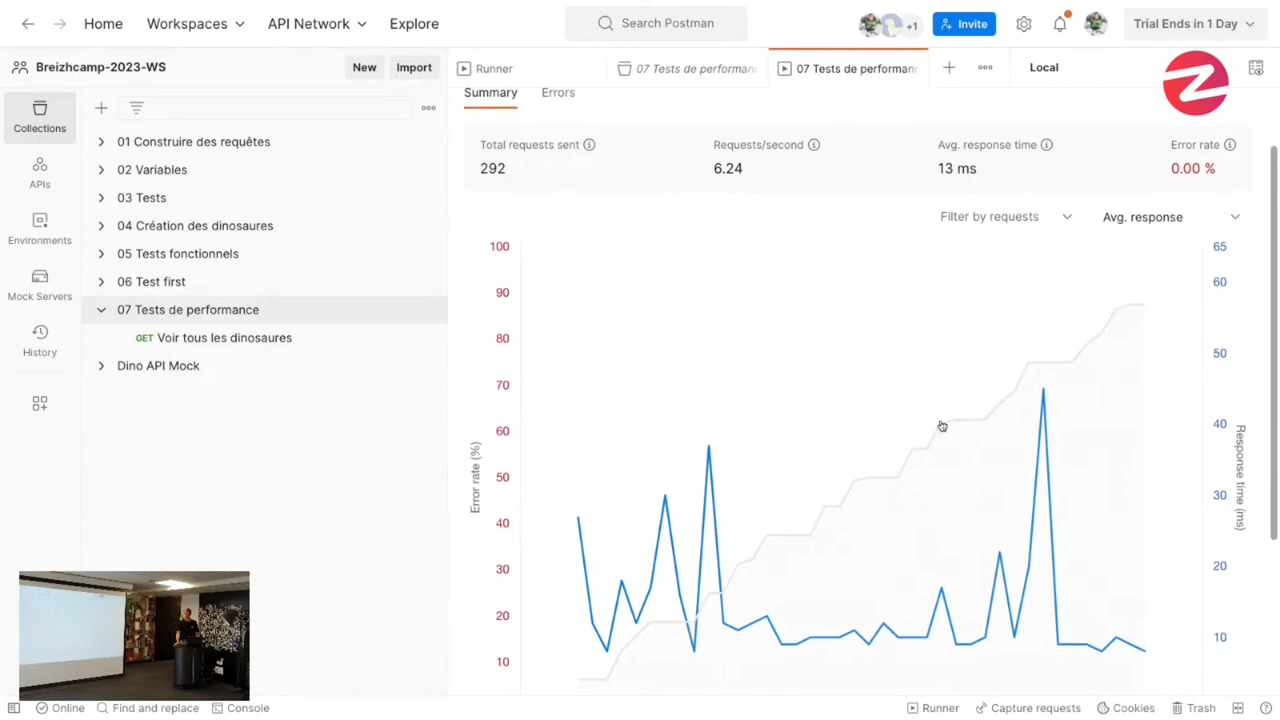 Home
Workspaces
API Network
Explore
Search Postman
+1
Invite
Trial Ends in 1 Day
Breizhcamp-2023-WS
New
Import
Runner
07 Tests de performan
07 Tests de performanc
Local
Collections
APIs
Environments
Mock Servers
History
01 Construire des requêtes
02 Variables
03 Tests
04 Création des dinosaures
05 Tests fonctionnels
06 Test first
07 Tests de performance
GET Voir tous les dinosaures
Dino API Mock
Summary
Errors
Total requests sent
292
Requests/second
6.24
Avg. response time
13 ms
Error rate
0.00 %
Filter by requests
Avg. response
100
90
80
70
60
50
40
30
20
10
Error rate (%)
65
60
50
40
30
20
10
Response time (ms)
Online
Find and replace
Console
Runner
Capture requests
Cookies
Trash